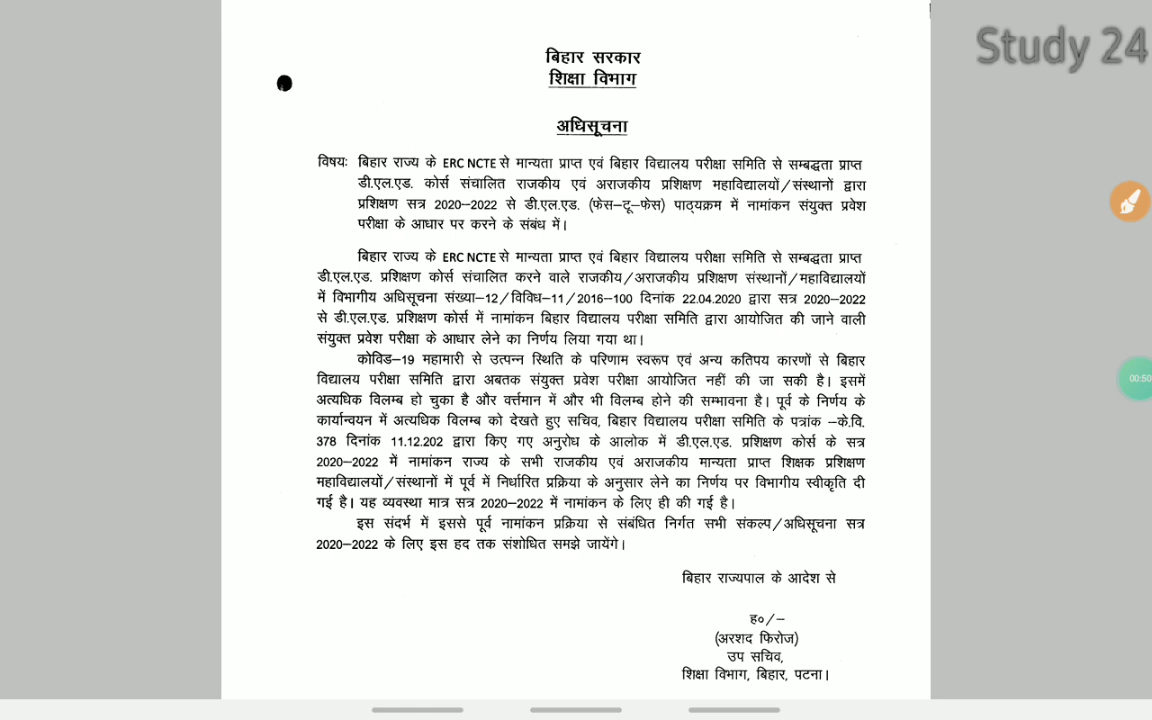 Study 24
बिहार सरकार
शिक्षा विभाग
अधिसूचना
विषयः बिहार राज्य के ERC NCTE से मान्यता प्राप्त एवं बिहार विद्यालय परीक्षा समिति से सम्बद्धता प्राप्त
डी.एल.एड. कोर्स संचालित राजकीय एवं अराजकीय प्रशिक्षण महाविद्यालयों/संस्थानों द्वारा
प्रशिक्षण सत्र 2020–2022 से डी.एल.एड. (फेस–टू–फेस) पाठ्यक्रम में नामांकन संयुक्त प्रवेश
परीक्षा के आधार पर करने के संबंध में।
बिहार राज्य के ERC NCTE से मान्यता प्राप्त एवं बिहार विद्यालय परीक्षा समिति से सम्बद्धता प्राप्त
डी.एल.एड. प्रशिक्षण कोर्स संचालित करने वाले राजकीय/अराजकीय प्रशिक्षण संस्थानों/महाविद्यालयों
में विभागीय अधिसूचना संख्या–12/विविध–11/2016–100 दिनांक 22.04.2020 द्वारा सत्र 2020–2022
से डी.एल.एड. प्रशिक्षण कोर्स में नामांकन बिहार विद्यालय परीक्षा समिति द्वारा आयोजित की जाने वाली
संयुक्त प्रवेश परीक्षा के आधार लेने का निर्णय लिया गया था।
कोविड–19 महामारी से उत्पन्न स्थिति के परिणाम स्वरूप एवं अन्य कतिपय कारणों से बिहार
विद्यालय परीक्षा समिति द्वारा अबतक संयुक्त प्रवेश परीक्षा आयोजित नहीं की जा सकी है। इसमें
अत्यधिक विलम्ब हो चुका है और वर्त्तमान में और भी विलम्ब होने की सम्भावना है। पूर्व के निर्णय के
कार्यान्वयन में अत्यधिक विलम्ब को देखते हुए सचिव, बिहार विद्यालय परीक्षा समिति के पत्रांक –के.वि.
378 दिनांक 11.12.202 द्वारा किए गए अनुरोध के आलोक में डी.एल.एड. प्रशिक्षण कोर्स के सत्र
2020–2022 में नामांकन राज्य के सभी राजकीय एवं अराजकीय मान्यता प्राप्त शिक्षक प्रशिक्षण
महाविद्यालयों/संस्थानों में पूर्व में निर्धारित प्रक्रिया के अनुसार लेने का निर्णय पर विभागीय स्वीकृति दी
गई है। यह व्यवस्था मात्र सत्र 2020–2022 में नामांकन के लिए ही की गई है।
इस संदर्भ में इससे पूर्व नामांकन प्रक्रिया से संबंधित निर्गत सभी संकल्प/अधिसूचना सत्र
2020–2022 के लिए इस हद तक संशोधित समझे जायेंगे।
बिहार राज्यपाल के आदेश से
ह०/–
(अरशद फिरोज)
उप सचिव,
शिक्षा विभाग, बिहार, पटना।
00:50